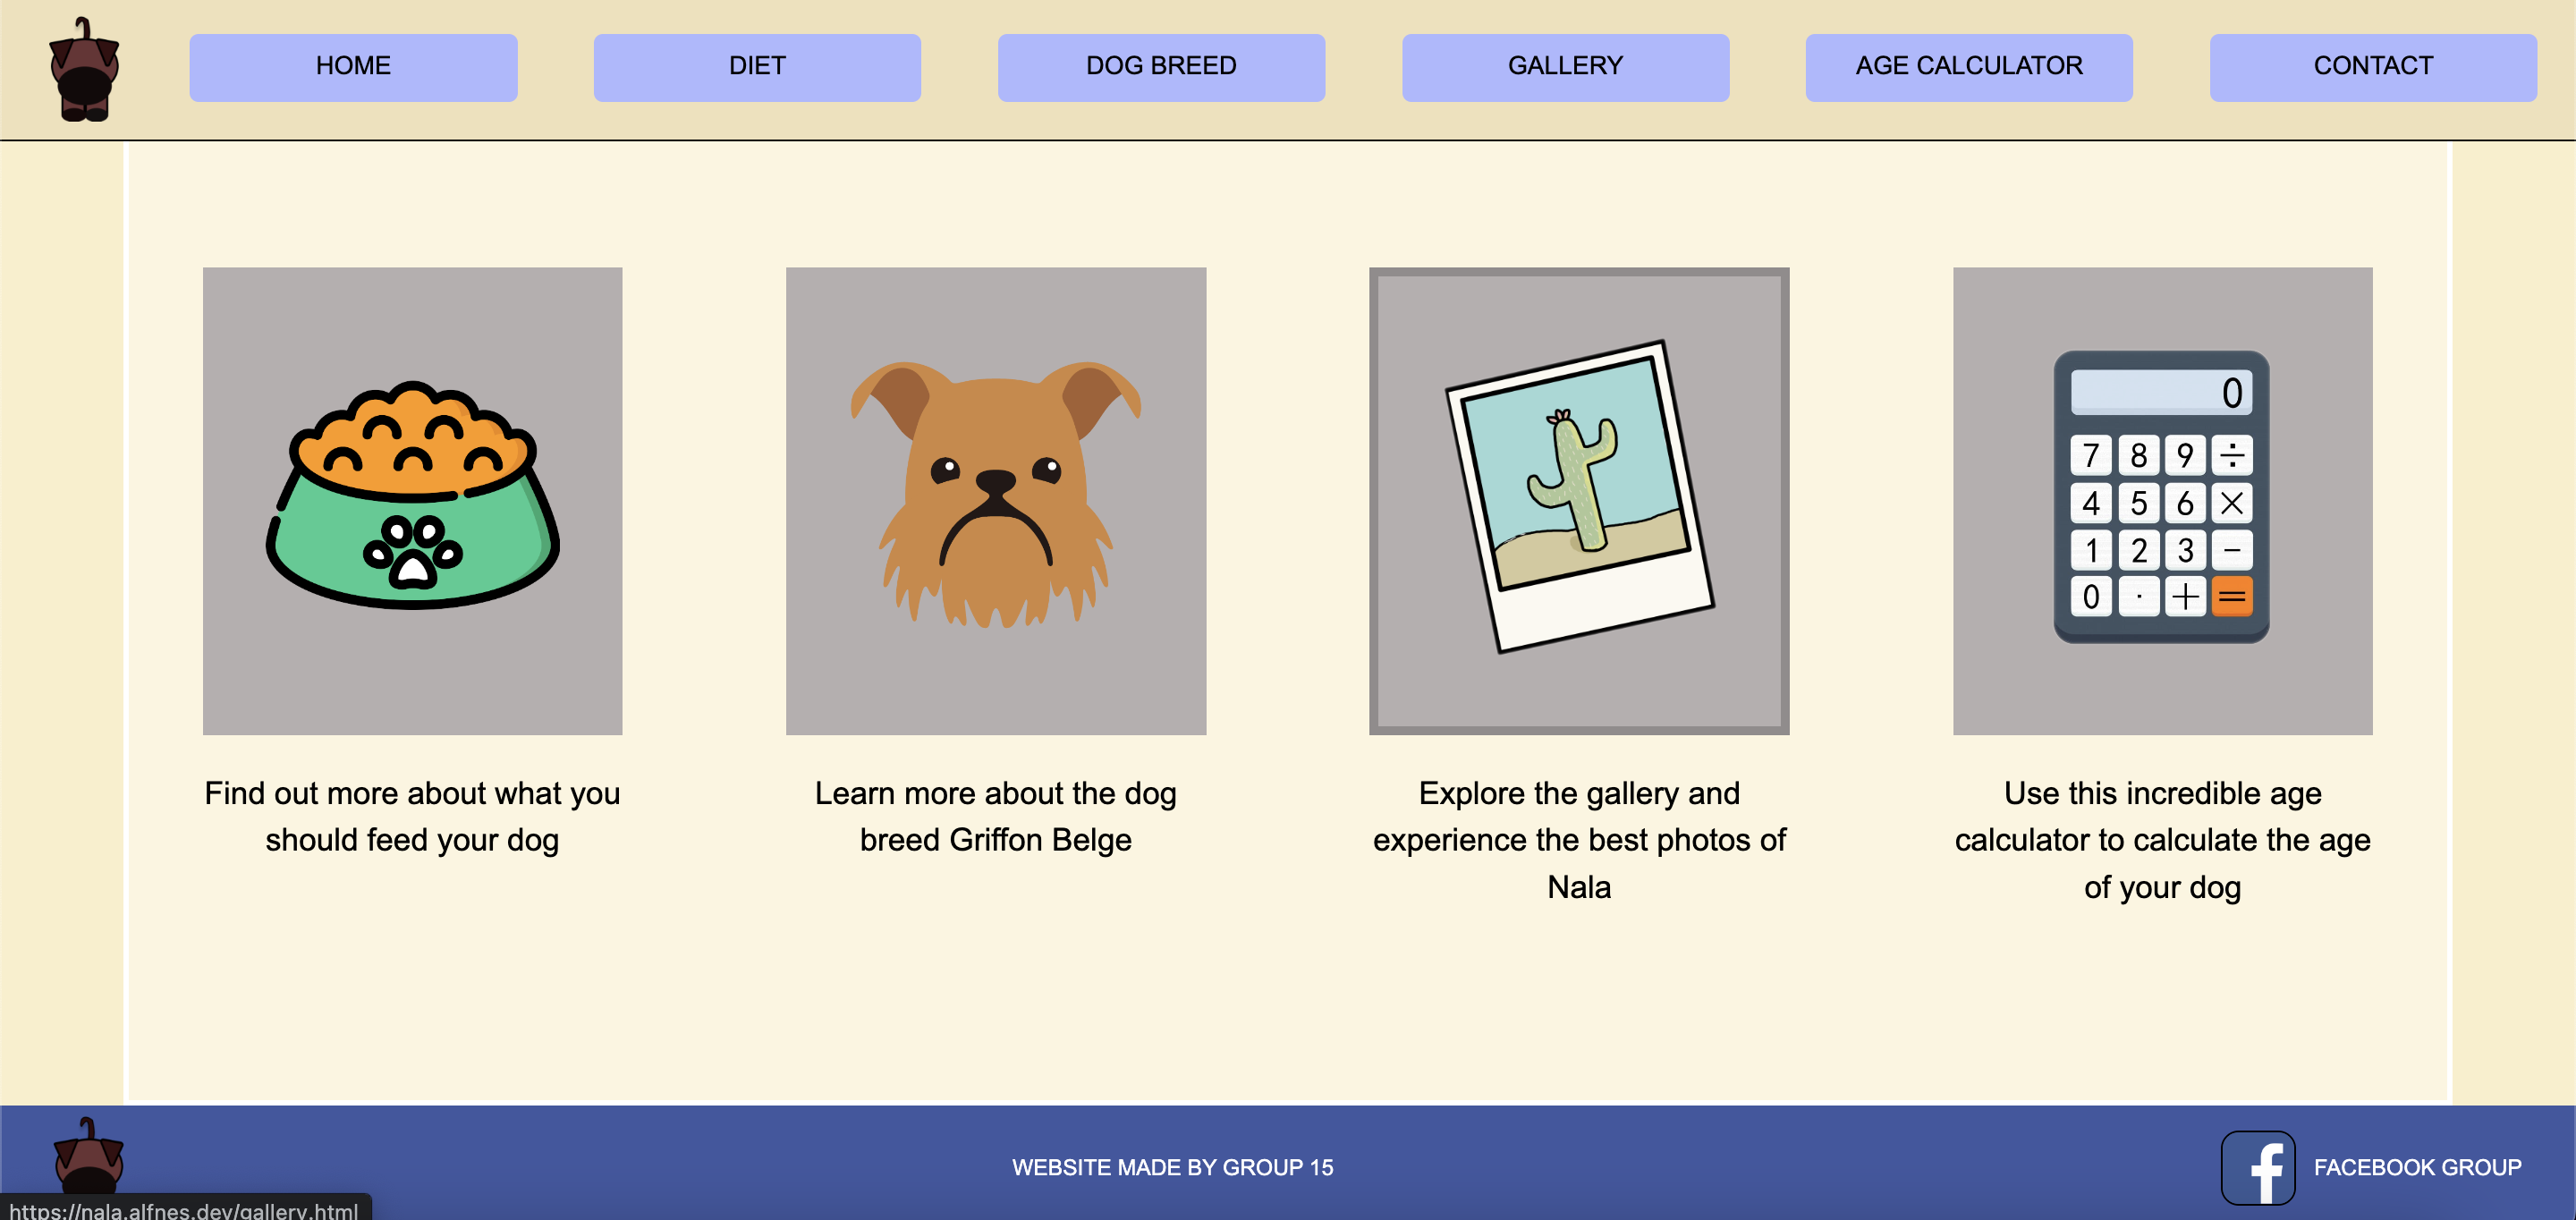 HOME
DIET
DOG BREED
GALLERY
AGE CALCULATOR
CONTACT
0
7 8 9 ÷
4 5 6 ×
1 2 3 −
0 · + =
Find out more about what you
should feed your dog
Learn more about the dog
breed Griffon Belge
Explore the gallery and
experience the best photos of
Nala
Use this incredible age
calculator to calculate the age
of your dog
WEBSITE MADE BY GROUP 15
f
FACEBOOK GROUP
https://nala.alfnes.dev/gallery.html